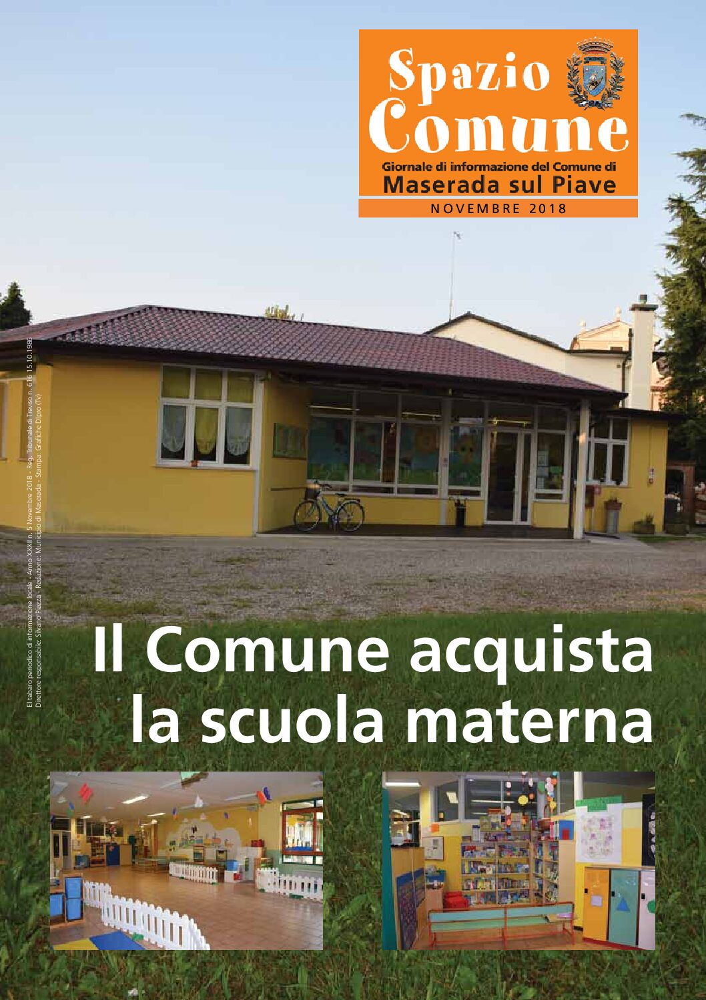 Spazio
Comune
Giornale di informazione del Comune di
Maserada sul Piave
NOVEMBRE 2018
El tabaro periodico di informazione locale - Anno XXXII n. 5 Novembre 2018 - Reg. Tribunale di Treviso n. 616 15.10.1986
Direttore responsabile: Silvano Piazza - Redazione: Municipio di Maserada - Stampa: Grafiche Dipro (Tv)
Il Comune acquista
la scuola materna